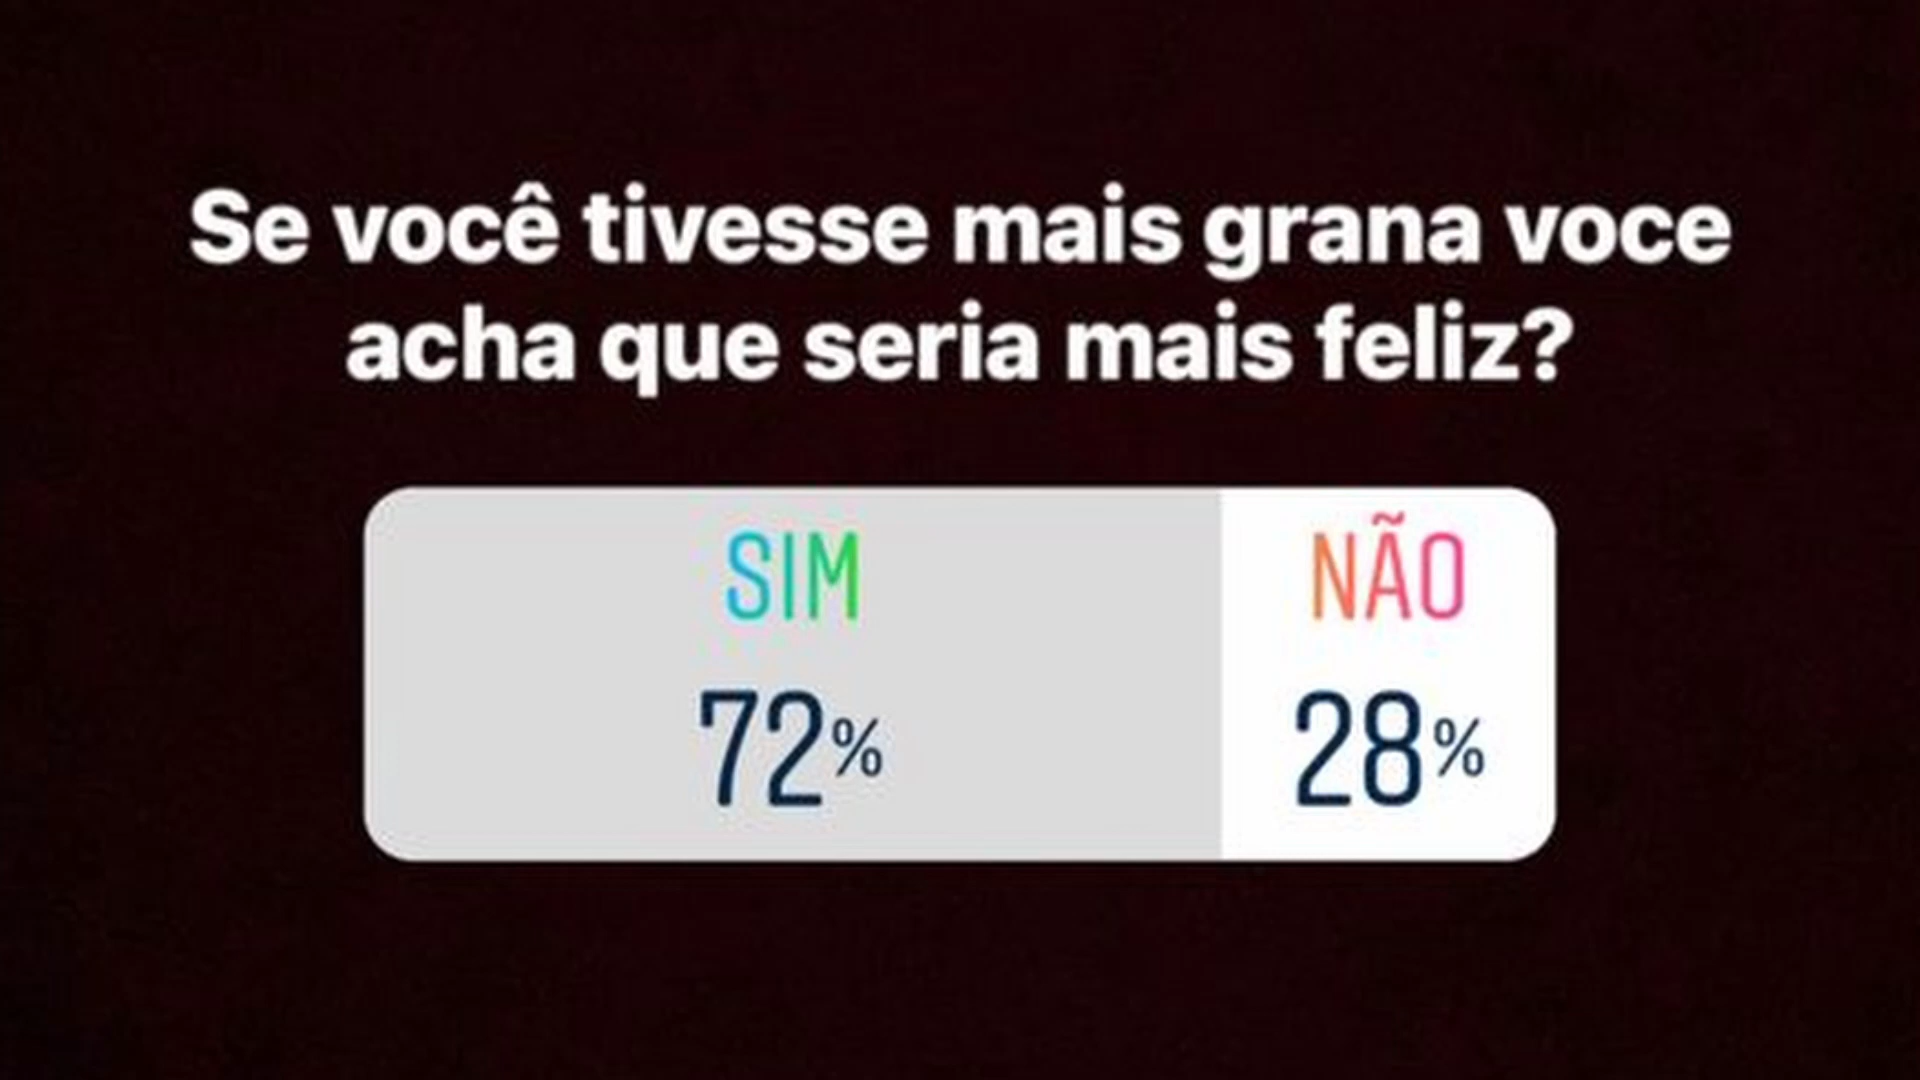 Se você tivesse mais grana voce
acha que seria mais feliz?
SIM NÃO
72% 28%